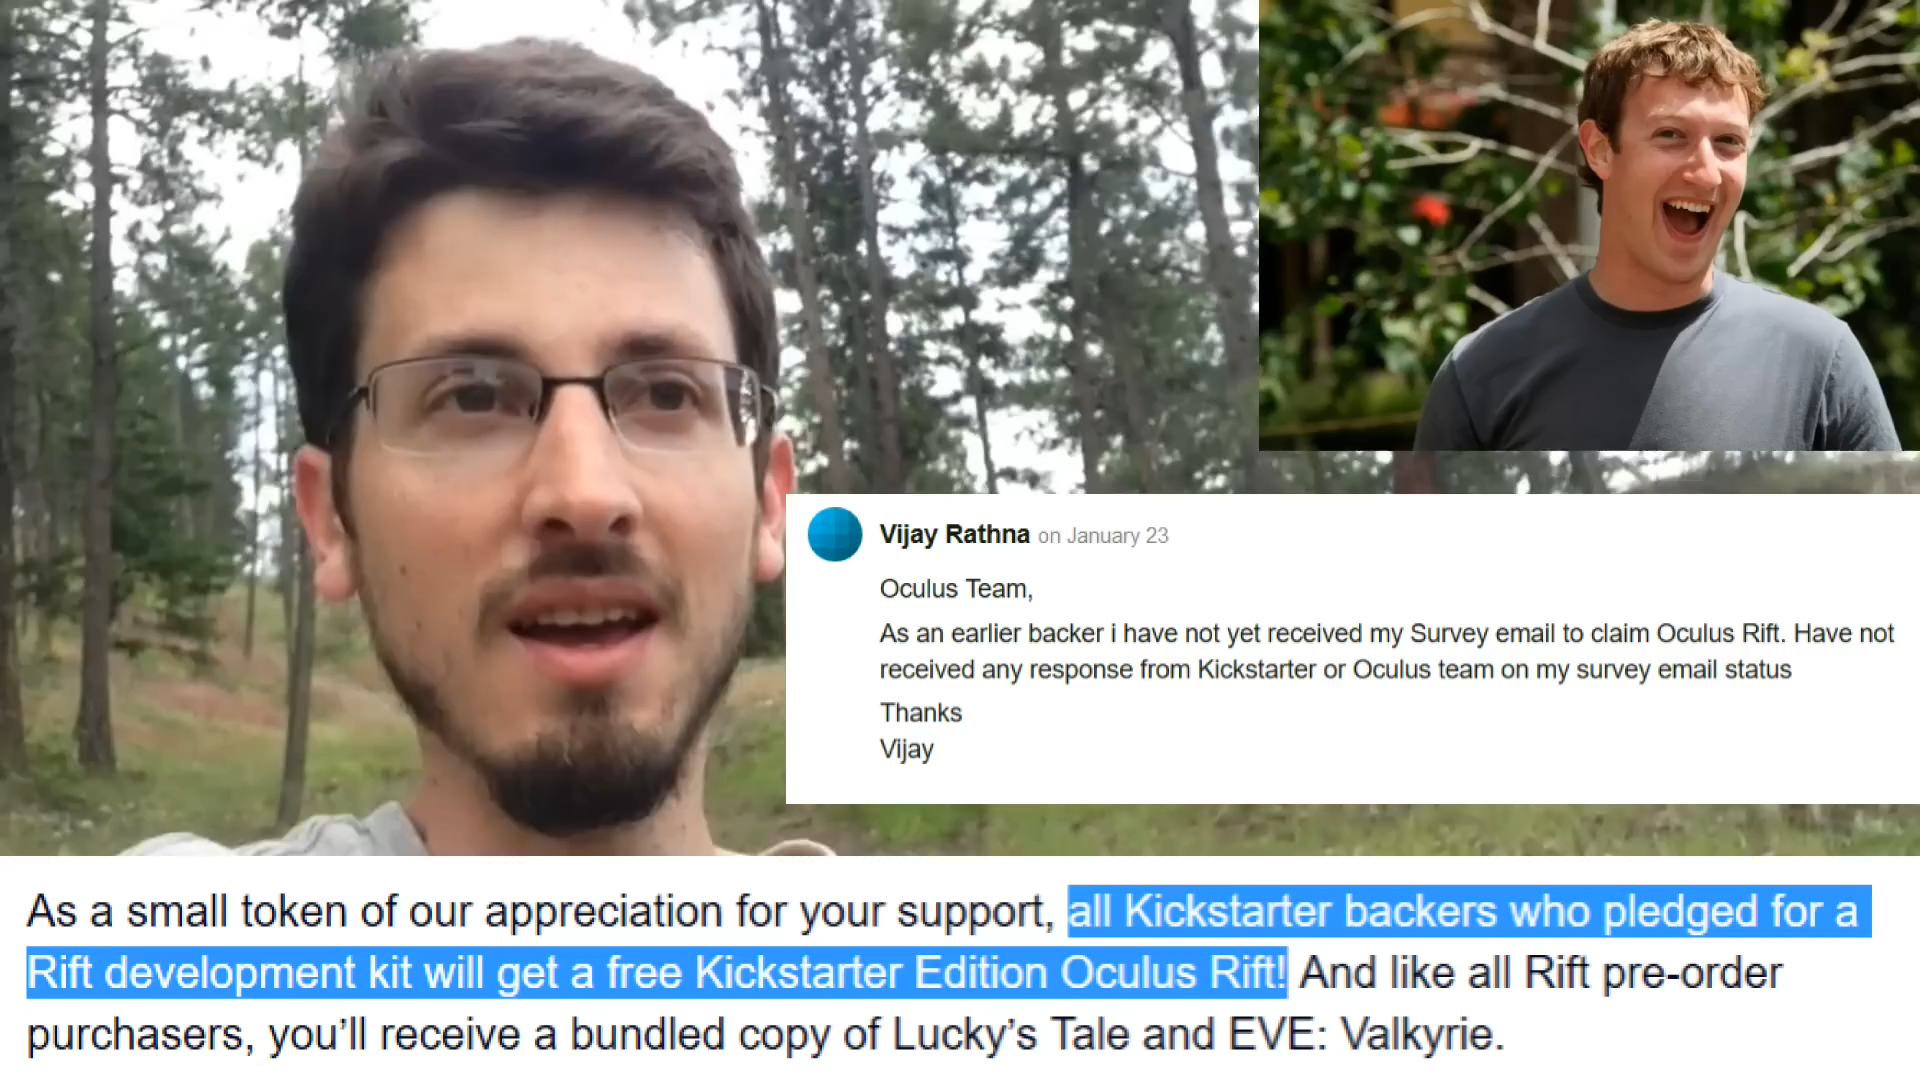 Vijay Rathna on January 23
Oculus Team,
As an earlier backer i have not yet received my Survey email to claim Oculus Rift. Have not
received any response from Kickstarter or Oculus team on my survey email status
Thanks
Vijay
As a small token of our appreciation for your support, all Kickstarter backers who pledged for a
Rift development kit will get a free Kickstarter Edition Oculus Rift! And like all Rift pre-order
purchasers, you’ll receive a bundled copy of Lucky’s Tale and EVE: Valkyrie.